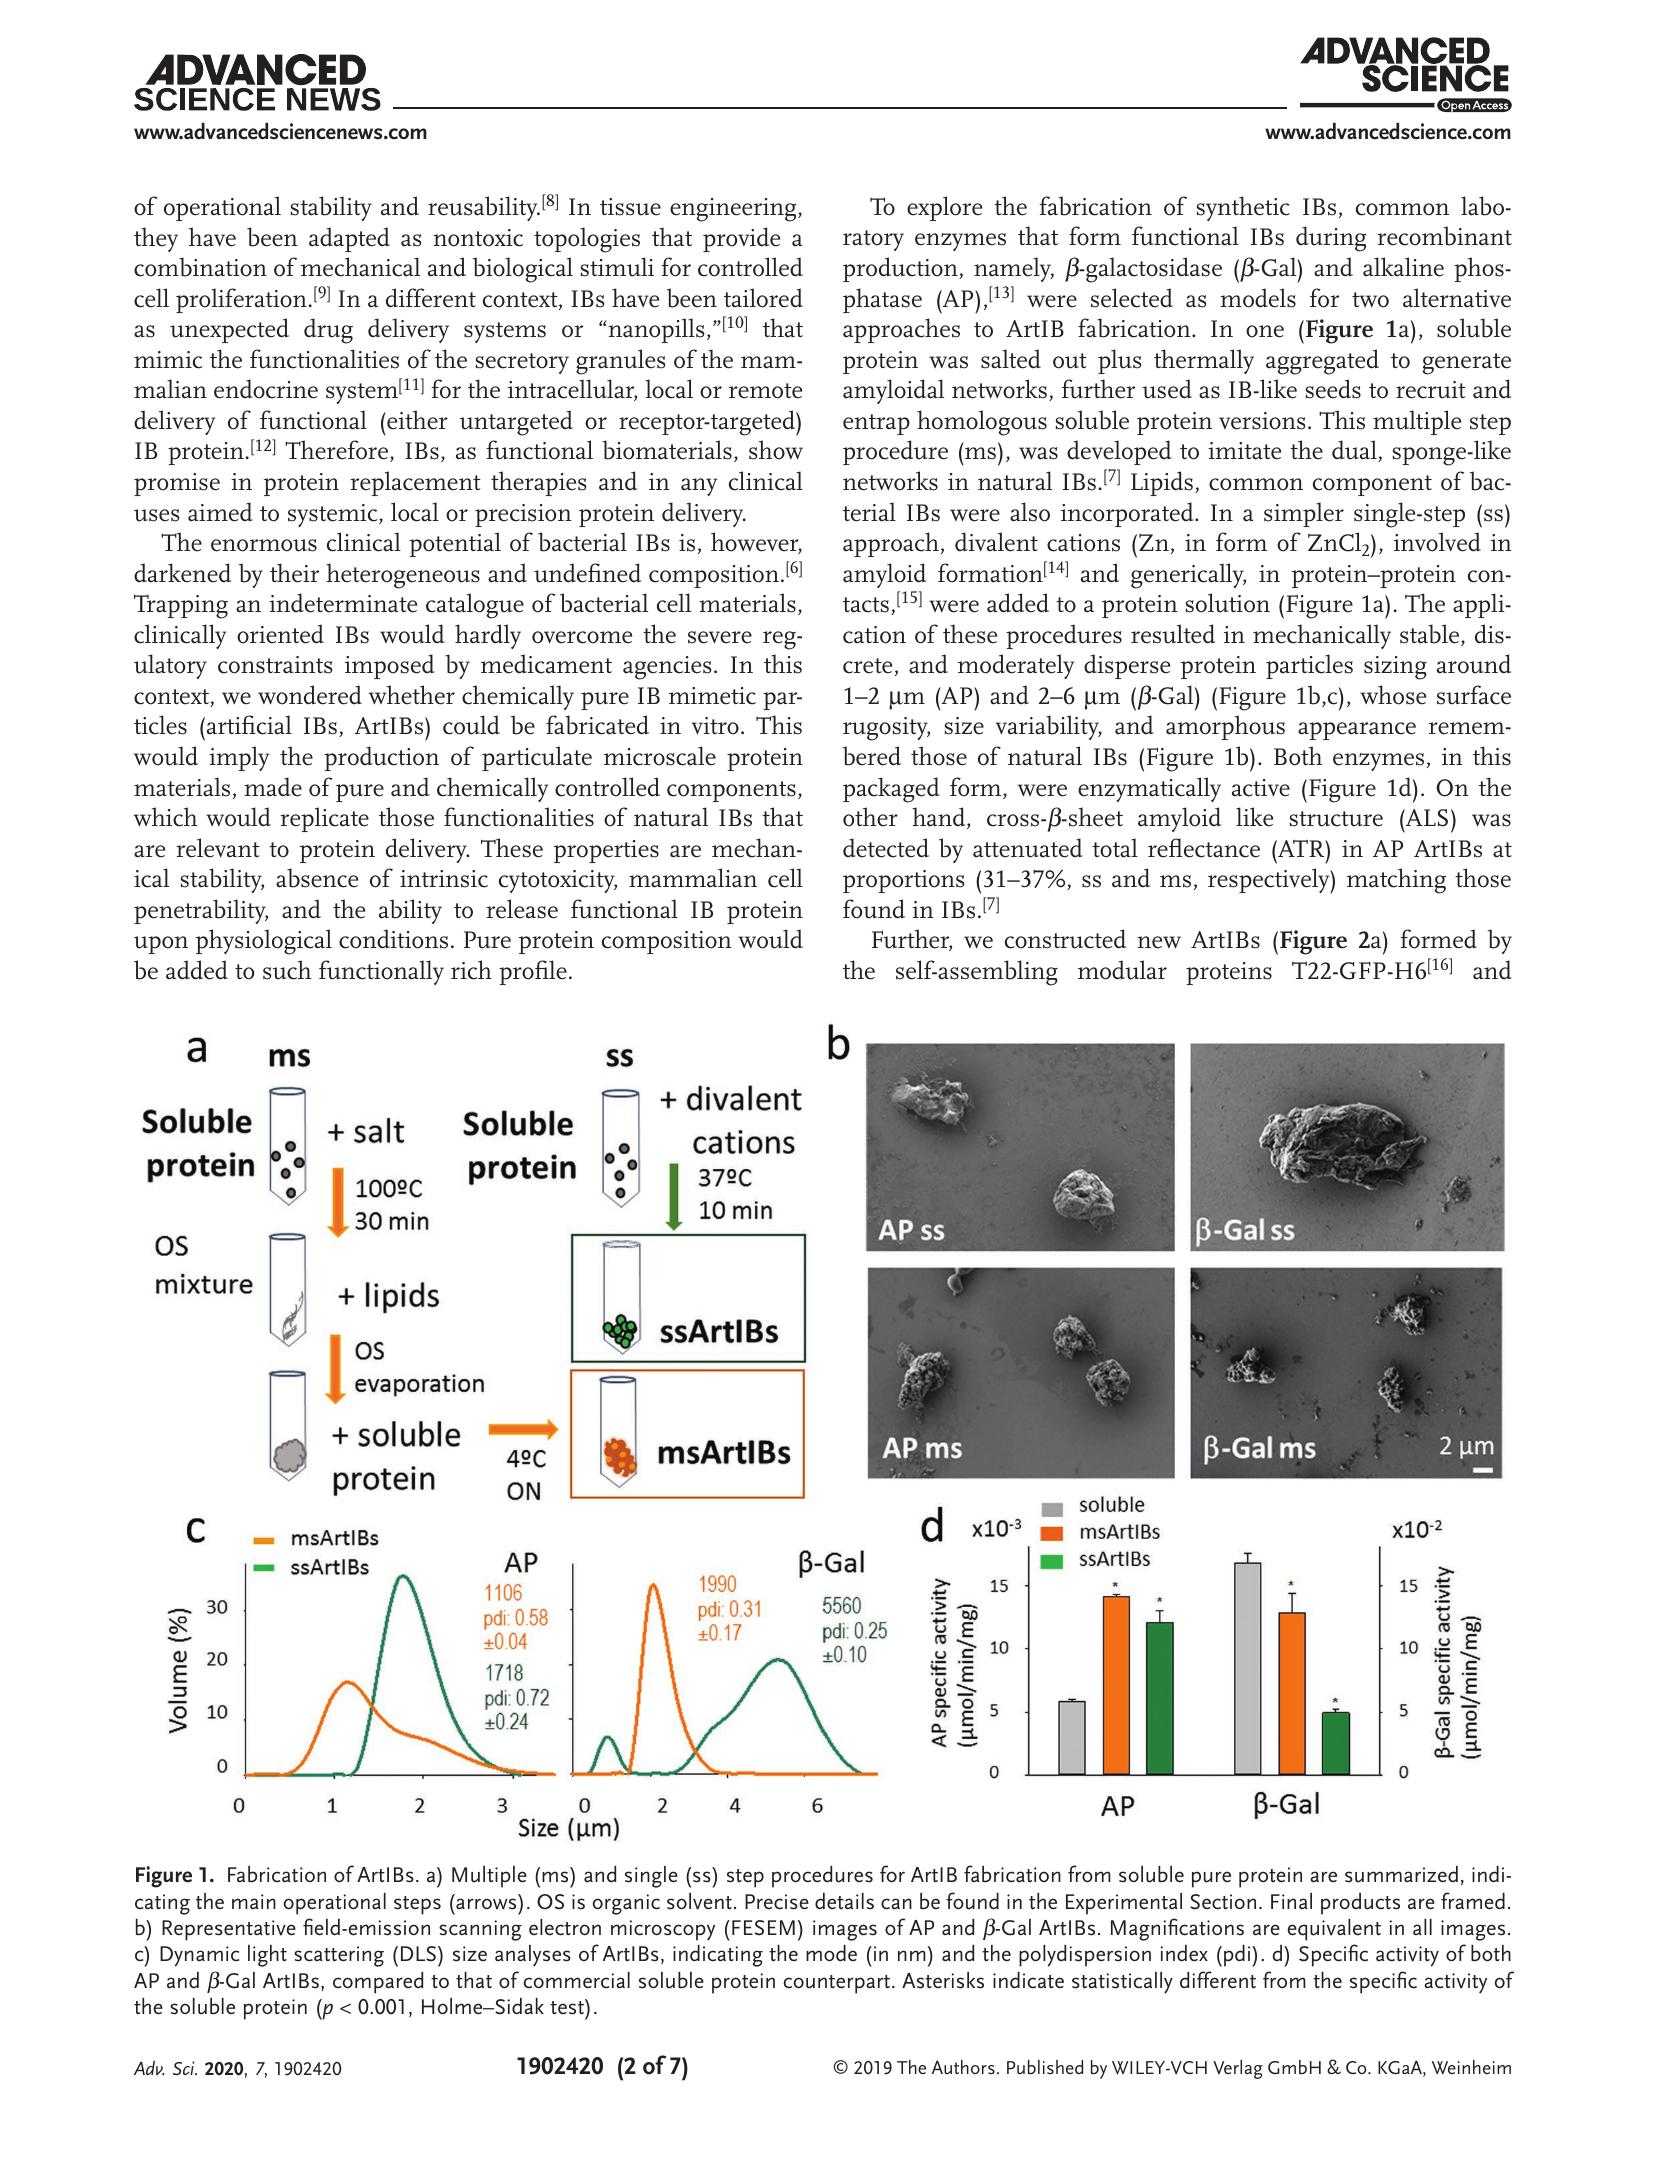 ADVANCED
SCIENCE NEWS
www.advancedsciencenews.com
ADVANCED
SCIENCE
Open Access
www.advancedscience.com
of operational stability and reusability.[8] In tissue engineering,
they have been adapted as nontoxic topologies that provide a
combination of mechanical and biological stimuli for controlled
cell proliferation.[9] In a different context, IBs have been tailored
as unexpected drug delivery systems or “nanopills,”[10] that
mimic the functionalities of the secretory granules of the mam-
malian endocrine system[11] for the intracellular, local or remote
delivery of functional (either untargeted or receptor-targeted)
IB protein.[12] Therefore, IBs, as functional biomaterials, show
promise in protein replacement therapies and in any clinical
uses aimed to systemic, local or precision protein delivery.
The enormous clinical potential of bacterial IBs is, however,
darkened by their heterogeneous and undefined composition.[6]
Trapping an indeterminate catalogue of bacterial cell materials,
clinically oriented IBs would hardly overcome the severe reg-
ulatory constraints imposed by medicament agencies. In this
context, we wondered whether chemically pure IB mimetic par-
ticles (artificial IBs, ArtIBs) could be fabricated in vitro. This
would imply the production of particulate microscale protein
materials, made of pure and chemically controlled components,
which would replicate those functionalities of natural IBs that
are relevant to protein delivery. These properties are mechan-
ical stability, absence of intrinsic cytotoxicity, mammalian cell
penetrability, and the ability to release functional IB protein
upon physiological conditions. Pure protein composition would
be added to such functionally rich profile.
To explore the fabrication of synthetic IBs, common labo-
ratory enzymes that form functional IBs during recombinant
production, namely, β-galactosidase (β-Gal) and alkaline phos-
phatase (AP),[13] were selected as models for two alternative
approaches to ArtIB fabrication. In one (Figure 1a), soluble
protein was salted out plus thermally aggregated to generate
amyloidal networks, further used as IB-like seeds to recruit and
entrap homologous soluble protein versions. This multiple step
procedure (ms), was developed to imitate the dual, sponge-like
networks in natural IBs.[7] Lipids, common component of bac-
terial IBs were also incorporated. In a simpler single-step (ss)
approach, divalent cations (Zn, in form of ZnCl₂), involved in
amyloid formation[14] and generically, in protein–protein con-
tacts,[15] were added to a protein solution (Figure 1a). The appli-
cation of these procedures resulted in mechanically stable, dis-
crete, and moderately disperse protein particles sizing around
1–2 µm (AP) and 2–6 µm (β-Gal) (Figure 1b,c), whose surface
rugosity, size variability, and amorphous appearance remem-
bered those of natural IBs (Figure 1b). Both enzymes, in this
packaged form, were enzymatically active (Figure 1d). On the
other hand, cross-β-sheet amyloid like structure (ALS) was
detected by attenuated total reflectance (ATR) in AP ArtIBs at
proportions (31–37%, ss and ms, respectively) matching those
found in IBs.[7]
Further, we constructed new ArtIBs (Figure 2a) formed by
the self-assembling modular proteins T22-GFP-H6[16] and
a
ms
Soluble
protein
+ salt
100ºC
30 min
OS
mixture
+ lipids
OS
evaporation
+ soluble
protein
4ºC
ON
ss
Soluble
protein
+ divalent
cations
37ºC
10 min
ssArtIBs
msArtIBs
b
AP ss
β-Gal ss
AP ms
β-Gal ms
2 µm
c
msArtIBs
ssArtIBs
Volume (%)
30
20
10
0
AP
1106
pdi: 0.58
±0.04
1718
pdi: 0.72
±0.24
β-Gal
1990
pdi: 0.31
±0.17
5560
pdi: 0.25
±0.10
0 1 2 3
0 2 4 6
Size (µm)
d
x10-3
soluble
msArtIBs
ssArtIBs
x10-2
AP specific activity
(µmol/min/mg)
15
10
5
0
* *
* *
15
10
5
0
β-Gal specific activity
(µmol/min/mg)
AP
β-Gal
Figure 1. Fabrication of ArtIBs. a) Multiple (ms) and single (ss) step procedures for ArtIB fabrication from soluble pure protein are summarized, indi-
cating the main operational steps (arrows). OS is organic solvent. Precise details can be found in the Experimental Section. Final products are framed.
b) Representative field-emission scanning electron microscopy (FESEM) images of AP and β-Gal ArtIBs. Magnifications are equivalent in all images.
c) Dynamic light scattering (DLS) size analyses of ArtIBs, indicating the mode (in nm) and the polydispersion index (pdi). d) Specific activity of both
AP and β-Gal ArtIBs, compared to that of commercial soluble protein counterpart. Asterisks indicate statistically different from the specific activity of
the soluble protein (p < 0.001, Holme–Sidak test).
Adv. Sci. 2020, 7, 1902420
1902420 (2 of 7)
© 2019 The Authors. Published by WILEY-VCH Verlag GmbH & Co. KGaA, Weinheim